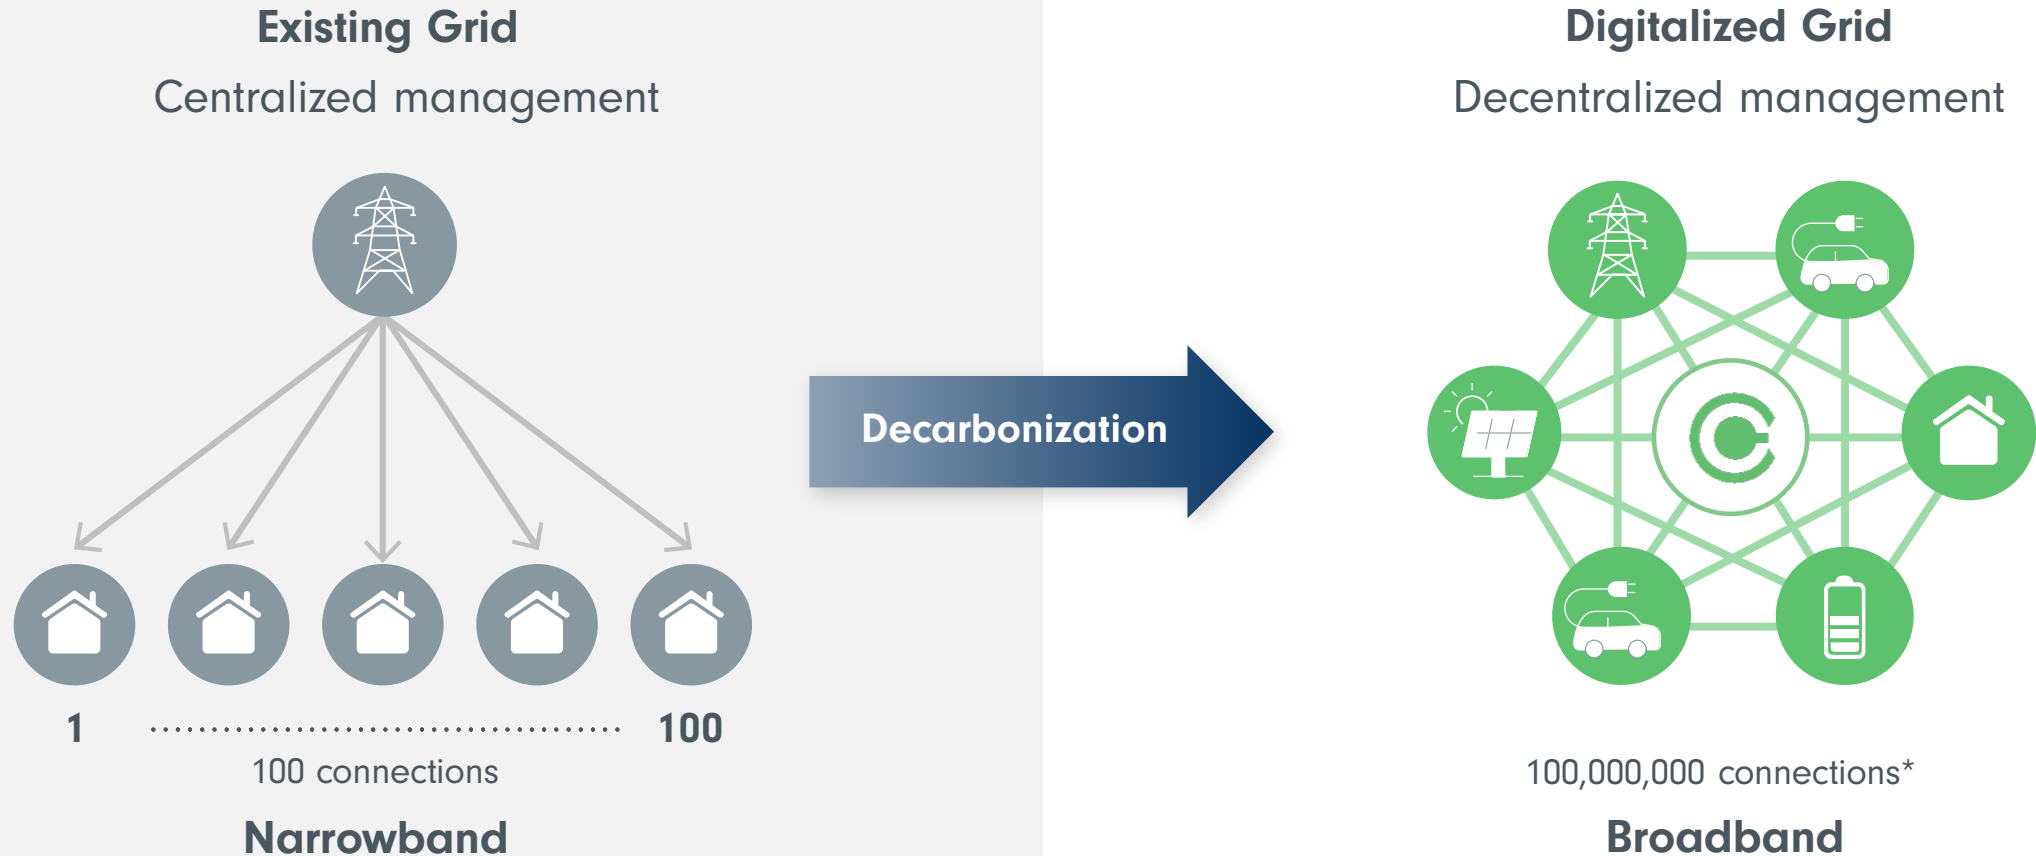 Existing Grid
Centralized management
1
100
100 connections
Narrowband
Decarbonization
Digitalized Grid
Decentralized management
100,000,000 connections*
Broadband